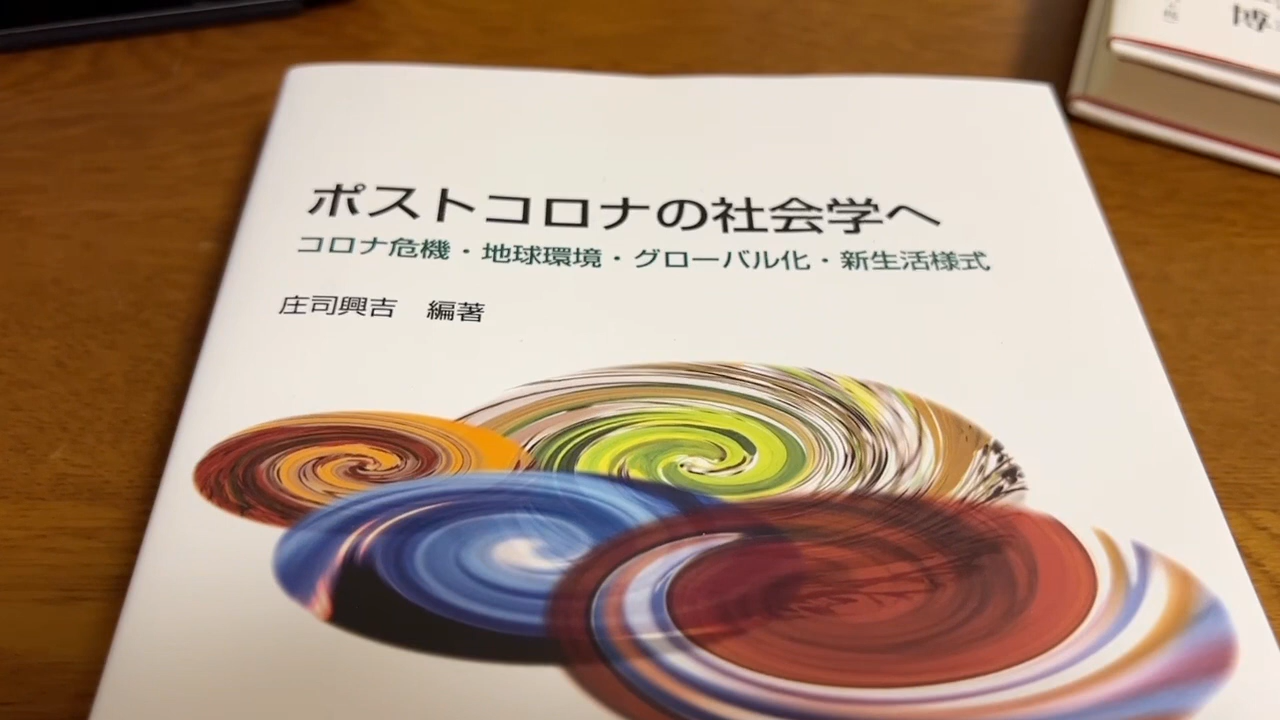 ポストコロナの社会学へ
コロナ危機・地球環境・グローバル化・新生活様式
庄司興吉 編著
博